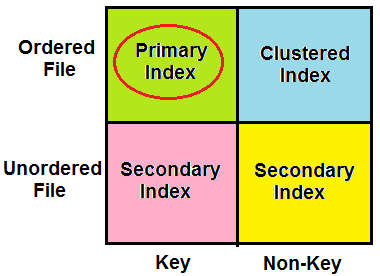 Ordered
File
Primary
Index
Clustered
Index
Unordered
File
Secondary
Index
Secondary
Index
Key
Non-Key